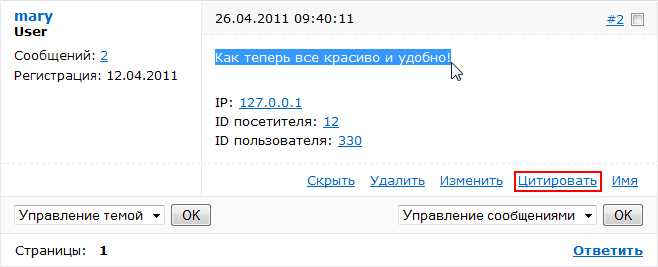 mary
User
Сообщений: 2
Регистрация: 12.04.2011
26.04.2011 09:40:11
#2
Как теперь все красиво и удобно!
IP: 127.0.0.1
ID посетителя: 12
ID пользователя: 330
Скрыть Удалить Изменить Цитировать Имя
Управление темой OK Управление сообщениями OK
Страницы: 1 Ответить